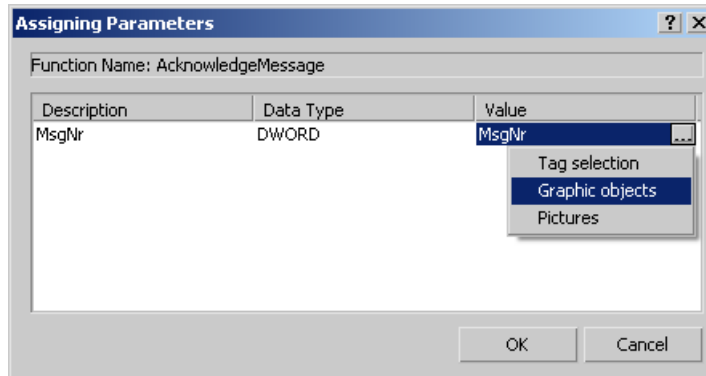 Assigning Parameters
Function Name: AcknowledgeMessage
Description Data Type Value
MsgNr DWORD MsgNr ...
Tag selection
Graphic objects
Pictures
OK Cancel